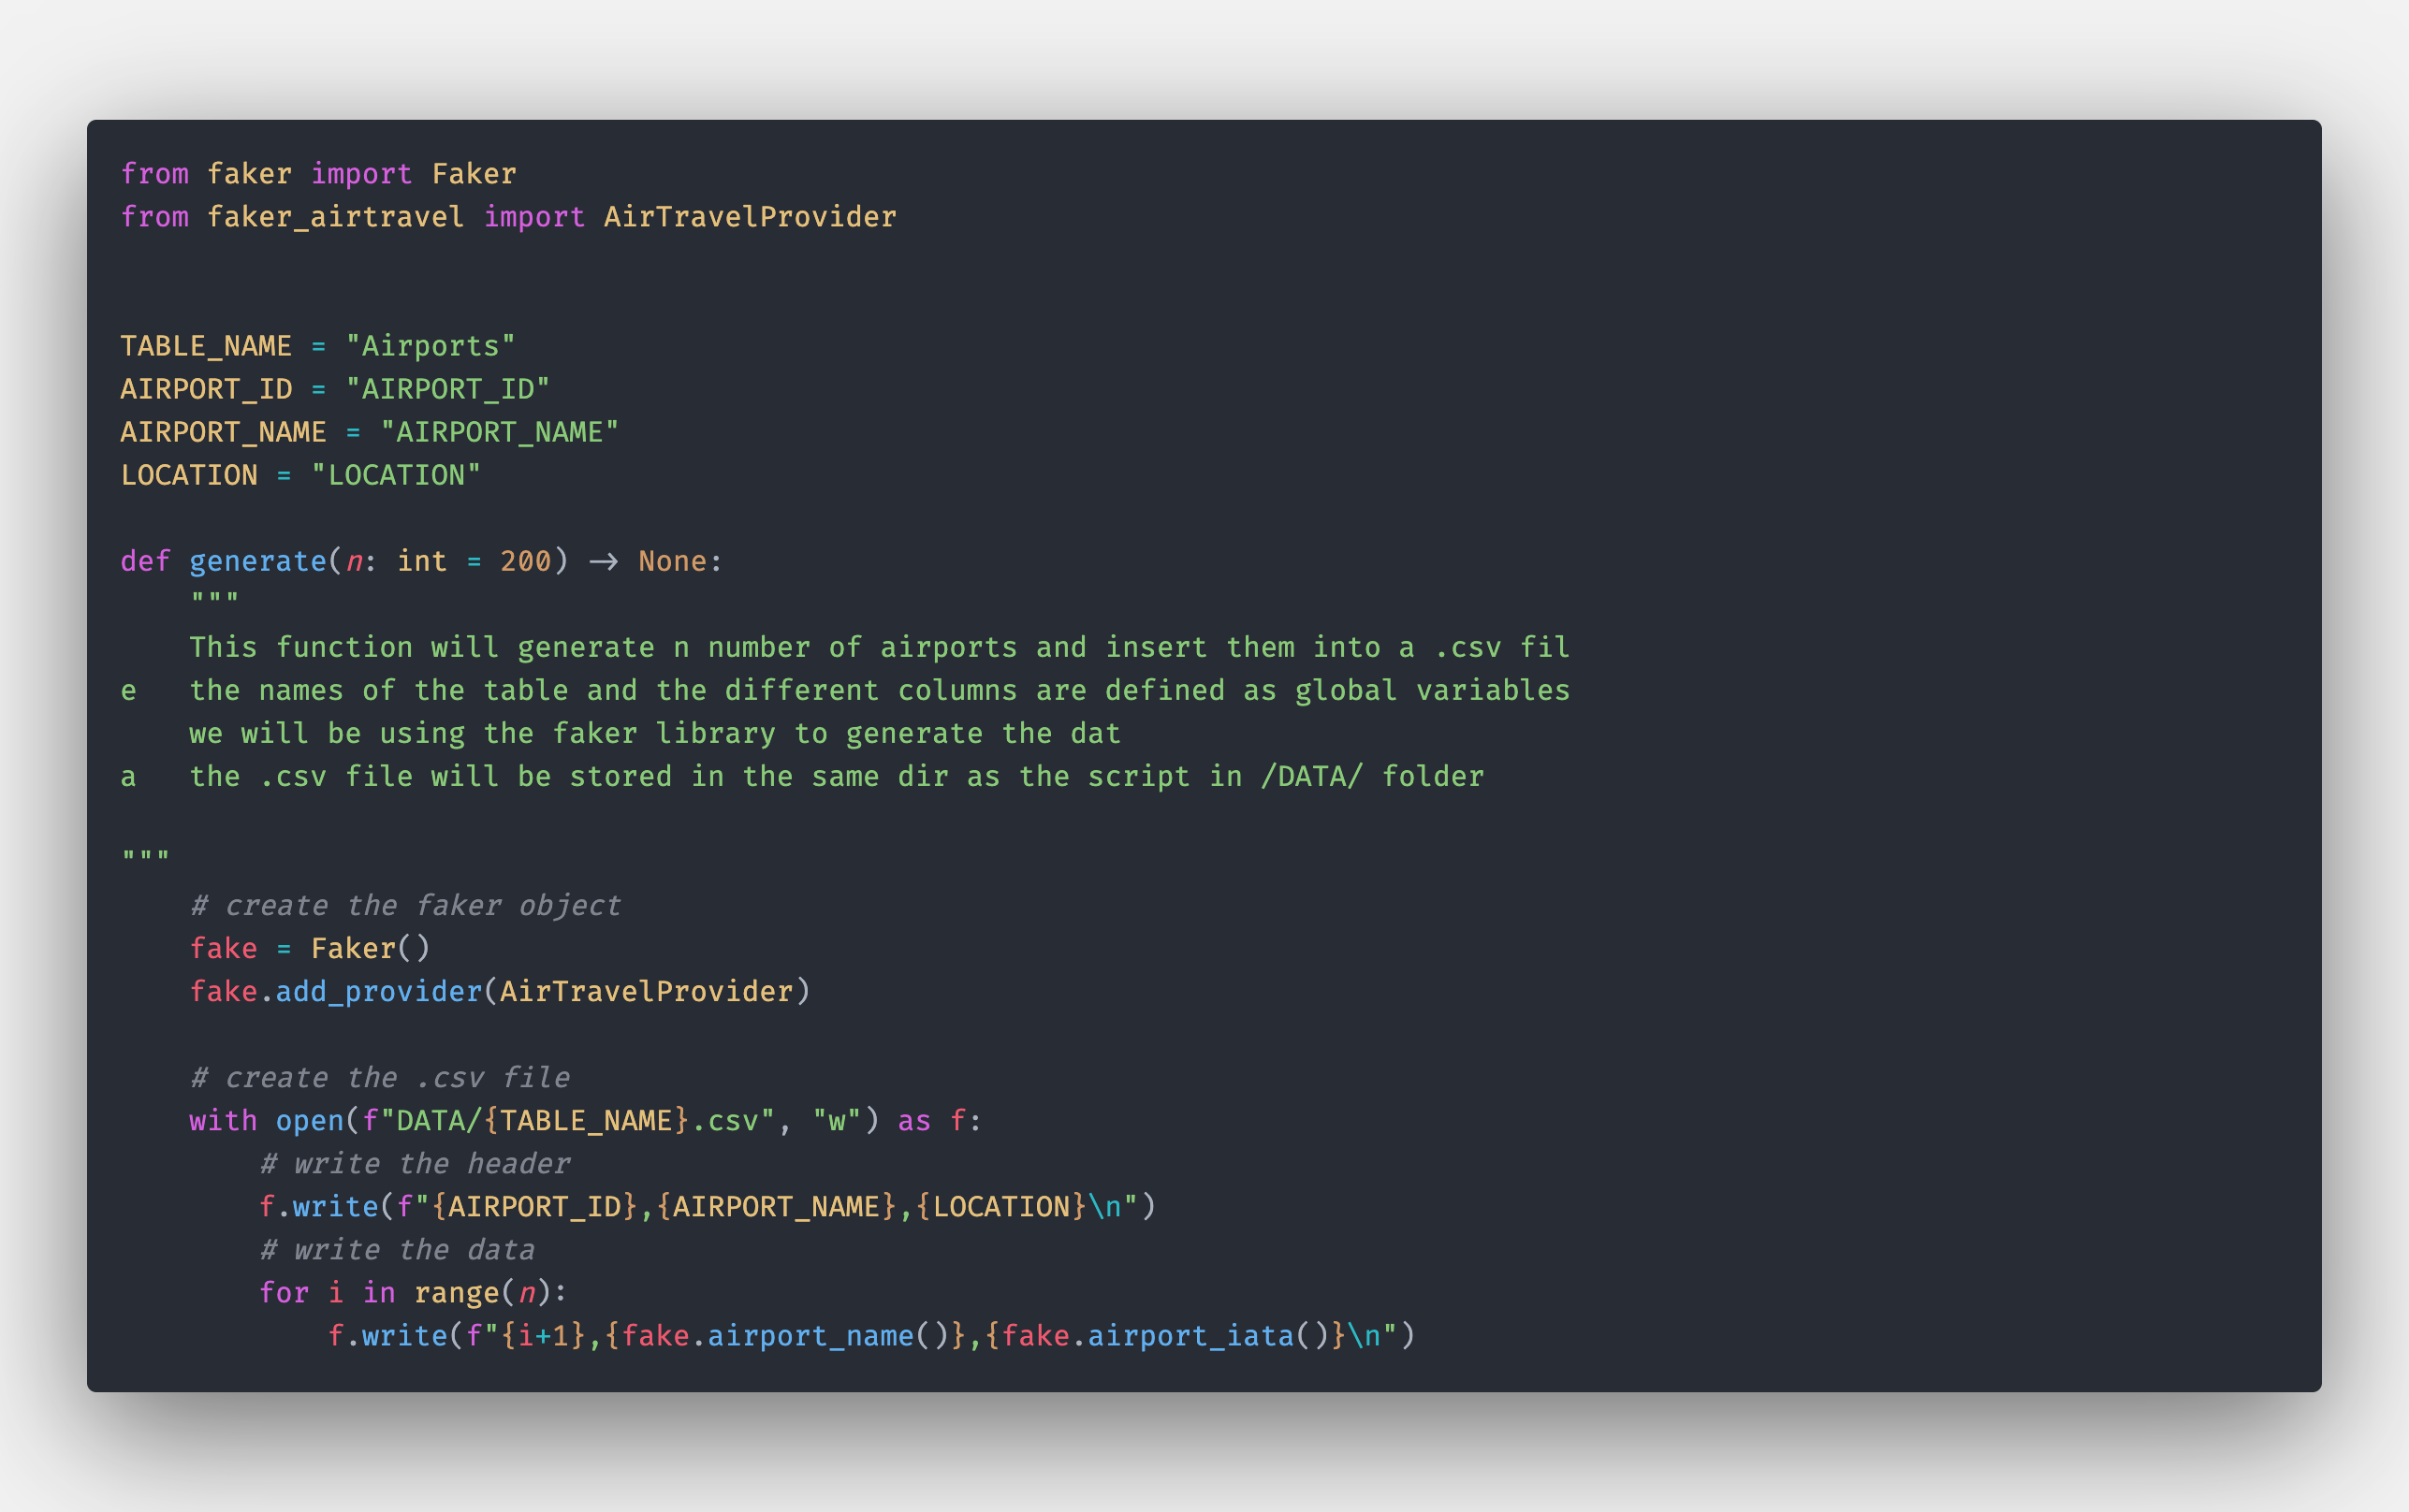 from faker import Faker
from faker_airtravel import AirTravelProvider
TABLE_NAME = "Airports"
AIRPORT_ID = "AIRPORT_ID"
AIRPORT_NAME = "AIRPORT_NAME"
LOCATION = "LOCATION"
def generate(n: int = 200) -> None:
    """
    This function will generate n number of airports and insert them into a .csv fil
e   the names of the table and the different columns are defined as global variables
    we will be using the faker library to generate the dat
a   the .csv file will be stored in the same dir as the script in /DATA/ folder
"""
    # create the faker object
    fake = Faker()
    fake.add_provider(AirTravelProvider)
    # create the .csv file
    with open(f"DATA/{TABLE_NAME}.csv", "w") as f:
        # write the header
        f.write(f"{AIRPORT_ID},{AIRPORT_NAME},{LOCATION}\n")
        # write the data
        for i in range(n):
            f.write(f"{i+1},{fake.airport_name()},{fake.airport_iata()}\n")